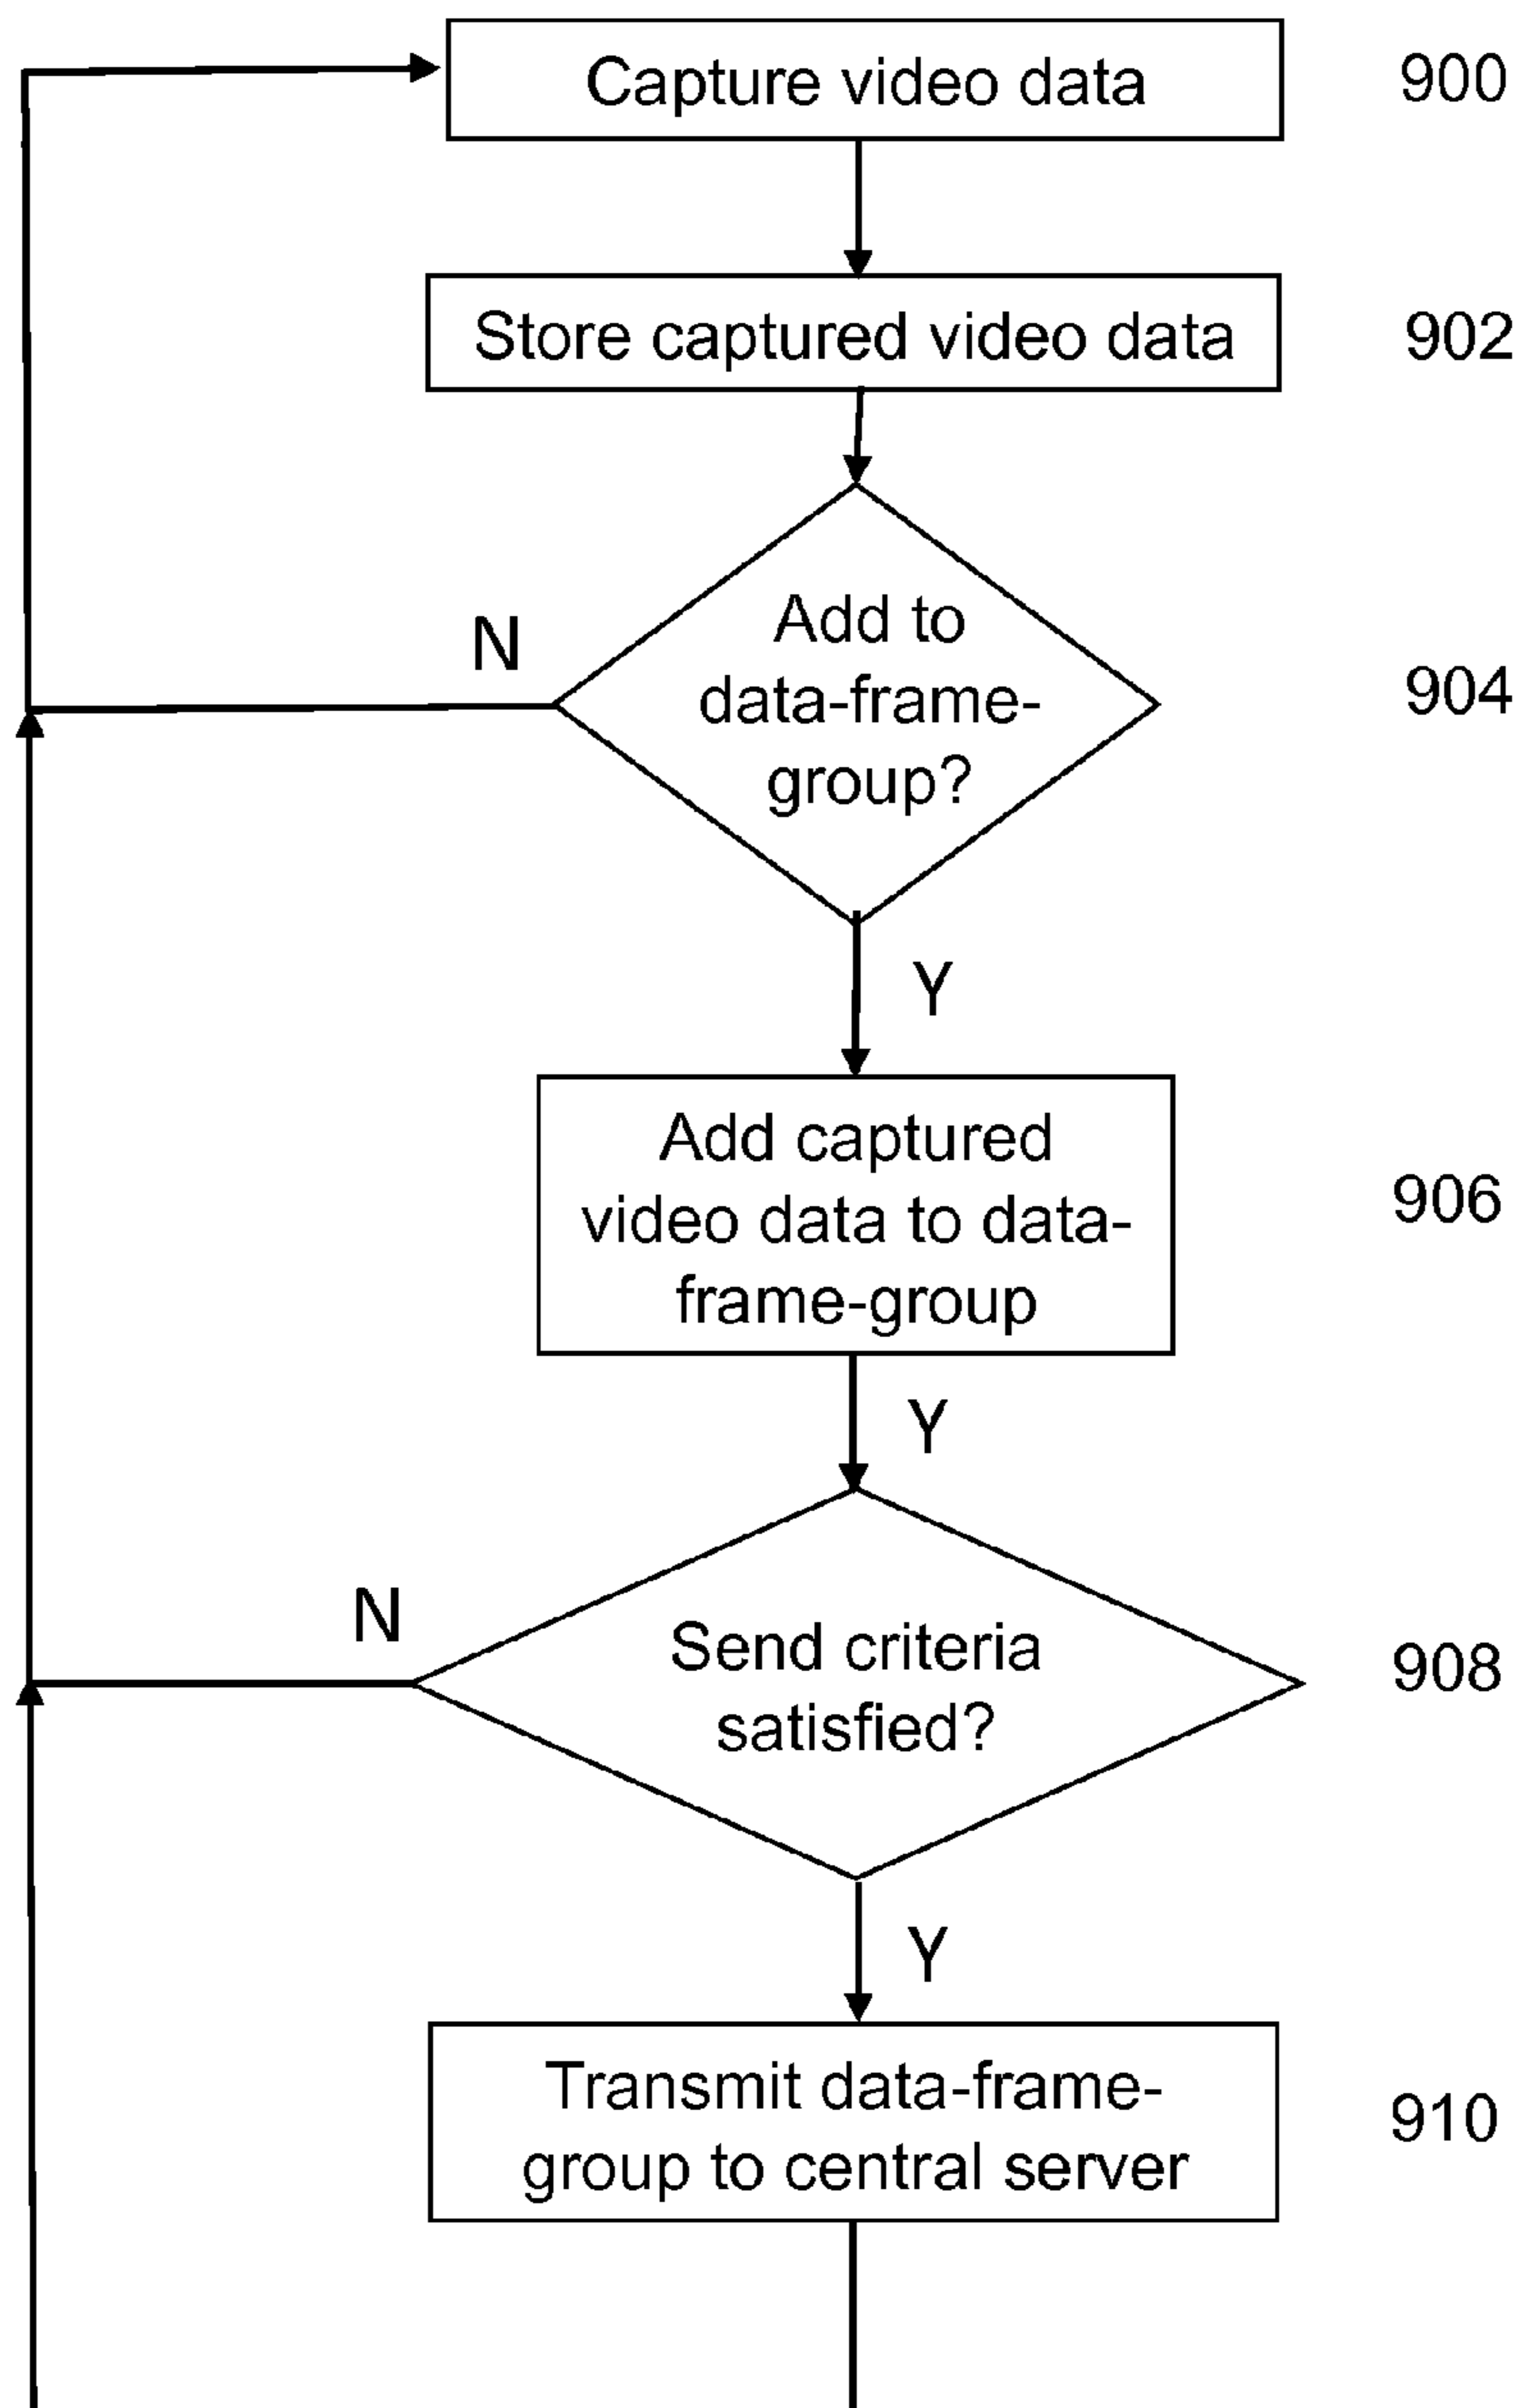 Capture video data
900
Store captured video data
902
Add to
data-frame-
group?
904
N
Y
Add captured
video data to data-
frame-group
906
Y
Send criteria
satisfied?
908
N
Y
Transmit data-frame-
group to central server
910